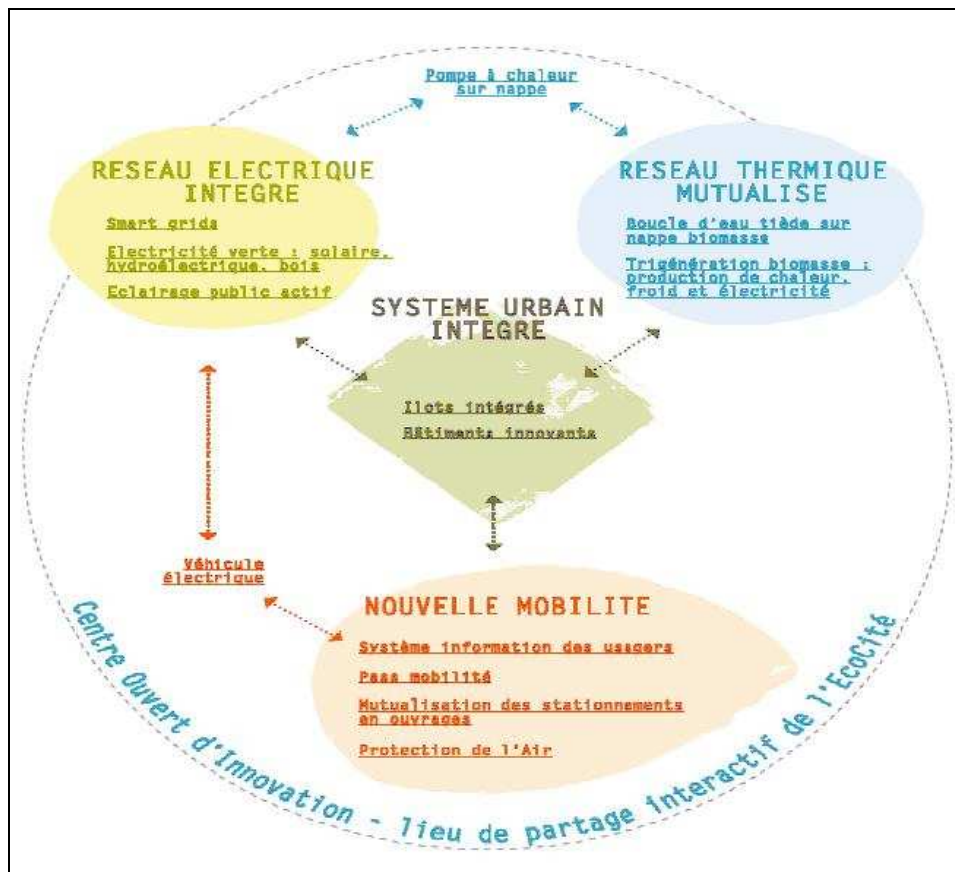 Pompe à chaleur
sur nappe
RESEAU ELECTRIQUE
INTEGRE
Smart grids
Electricité verte : solaire,
hydroélectrique, bois
Eclairage public actif
RESEAU THERMIQUE
MUTUALISE
Boucle d'eau tiède sur
nappe biomasse
Trigénération biomasse :
production de chaleur,
froid et électricité
SYSTEME URBAIN
INTEGRE
Ilots intégrés
Bâtiments innovants
Véhicule
électrique
NOUVELLE MOBILITE
Système information des usagers
Pass mobilité
Mutualisation des stationnements
en ouvrages
Protection de l'Air
Centre Ouvert d'Innovation - lieu de partage interactif de l'EcoCité